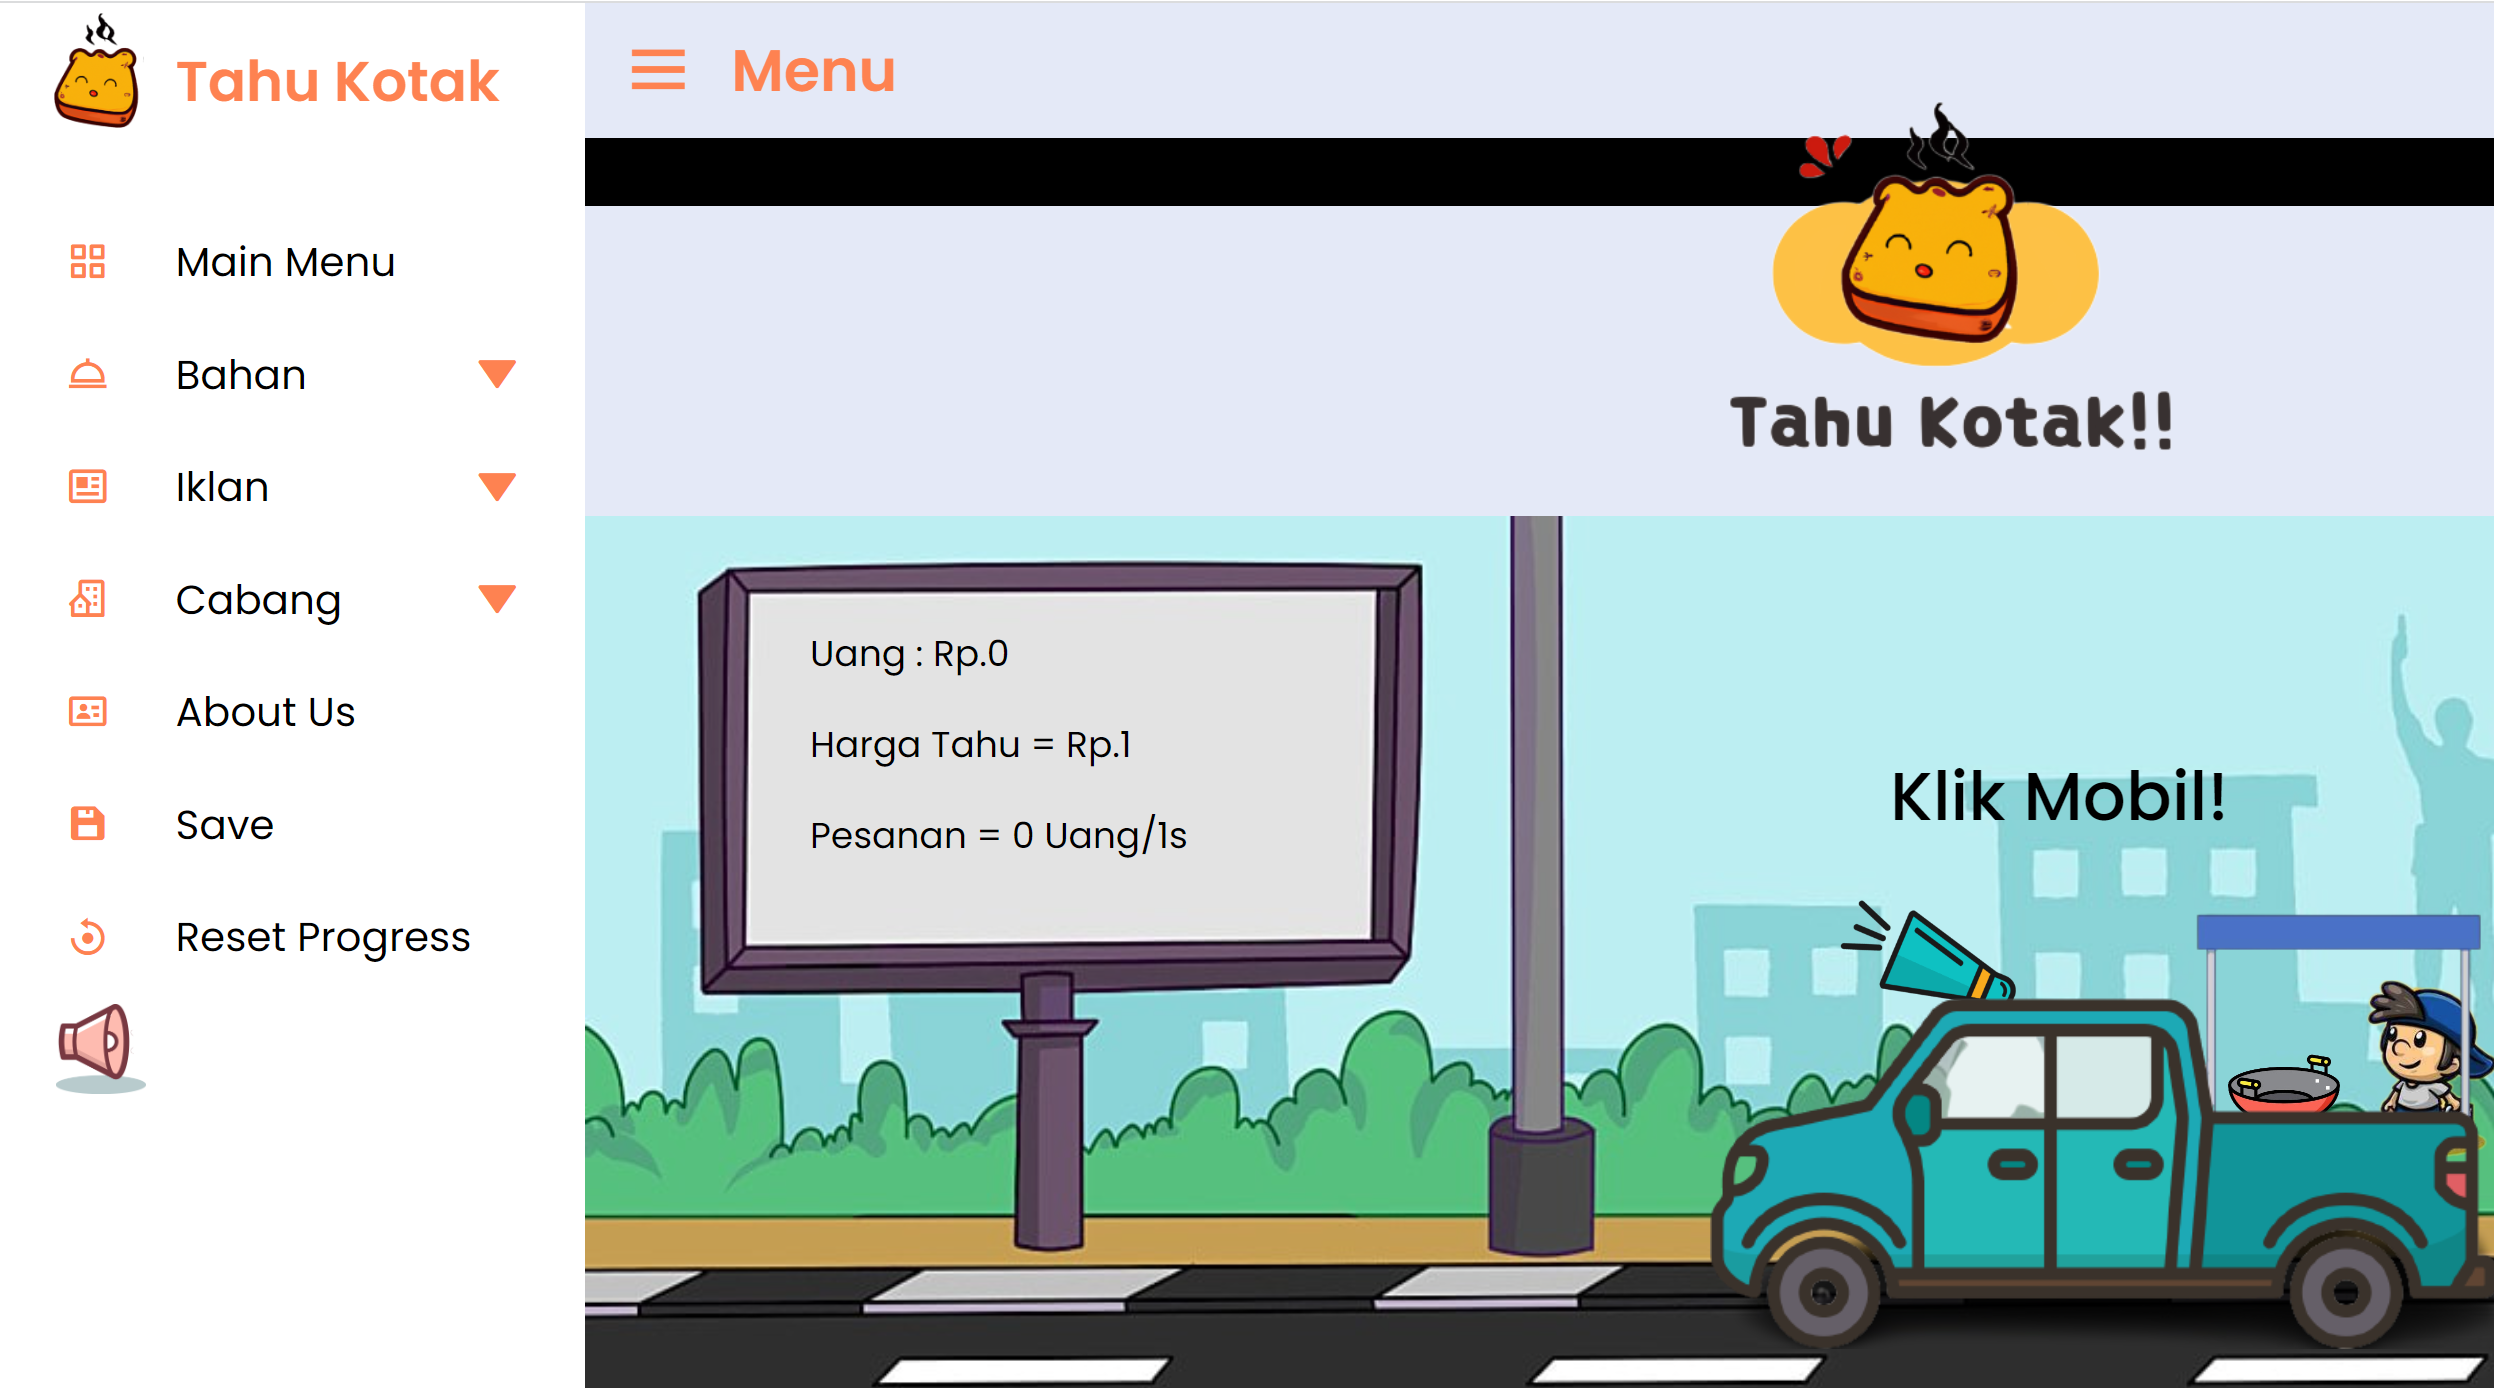 Tahu Kotak
Main Menu
Bahan
Iklan
Cabang
About Us
Save
Reset Progress
Menu
Tahu Kotak!!
Uang : Rp.0
Harga Tahu = Rp.1
Pesanan = 0 Uang/1s
Klik Mobil!